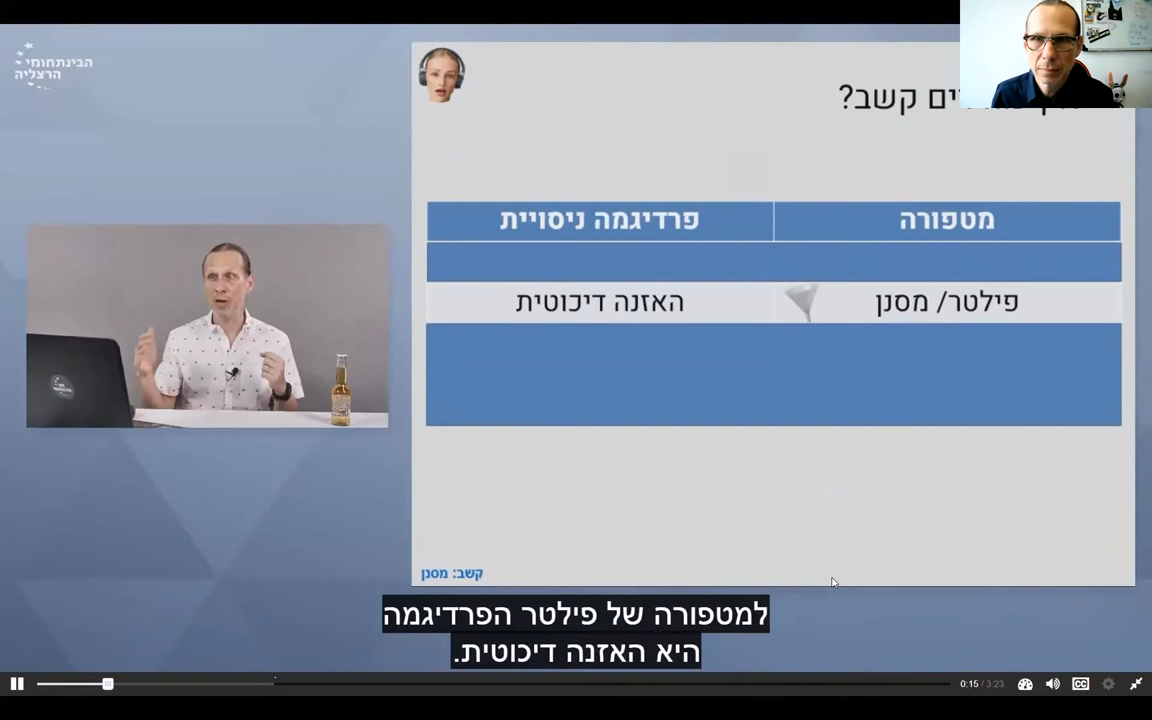 הבינתחומי
הרצליה
קשב?
מטפורה
פרדיגמה ניסויית
פילטר/ מסנן
האזנה דיכוטית
קשב: מסנן
למטפורה של פילטר הפרדיגמה
היא האזנה דיכוטית.
0:15 / 3:23
CC